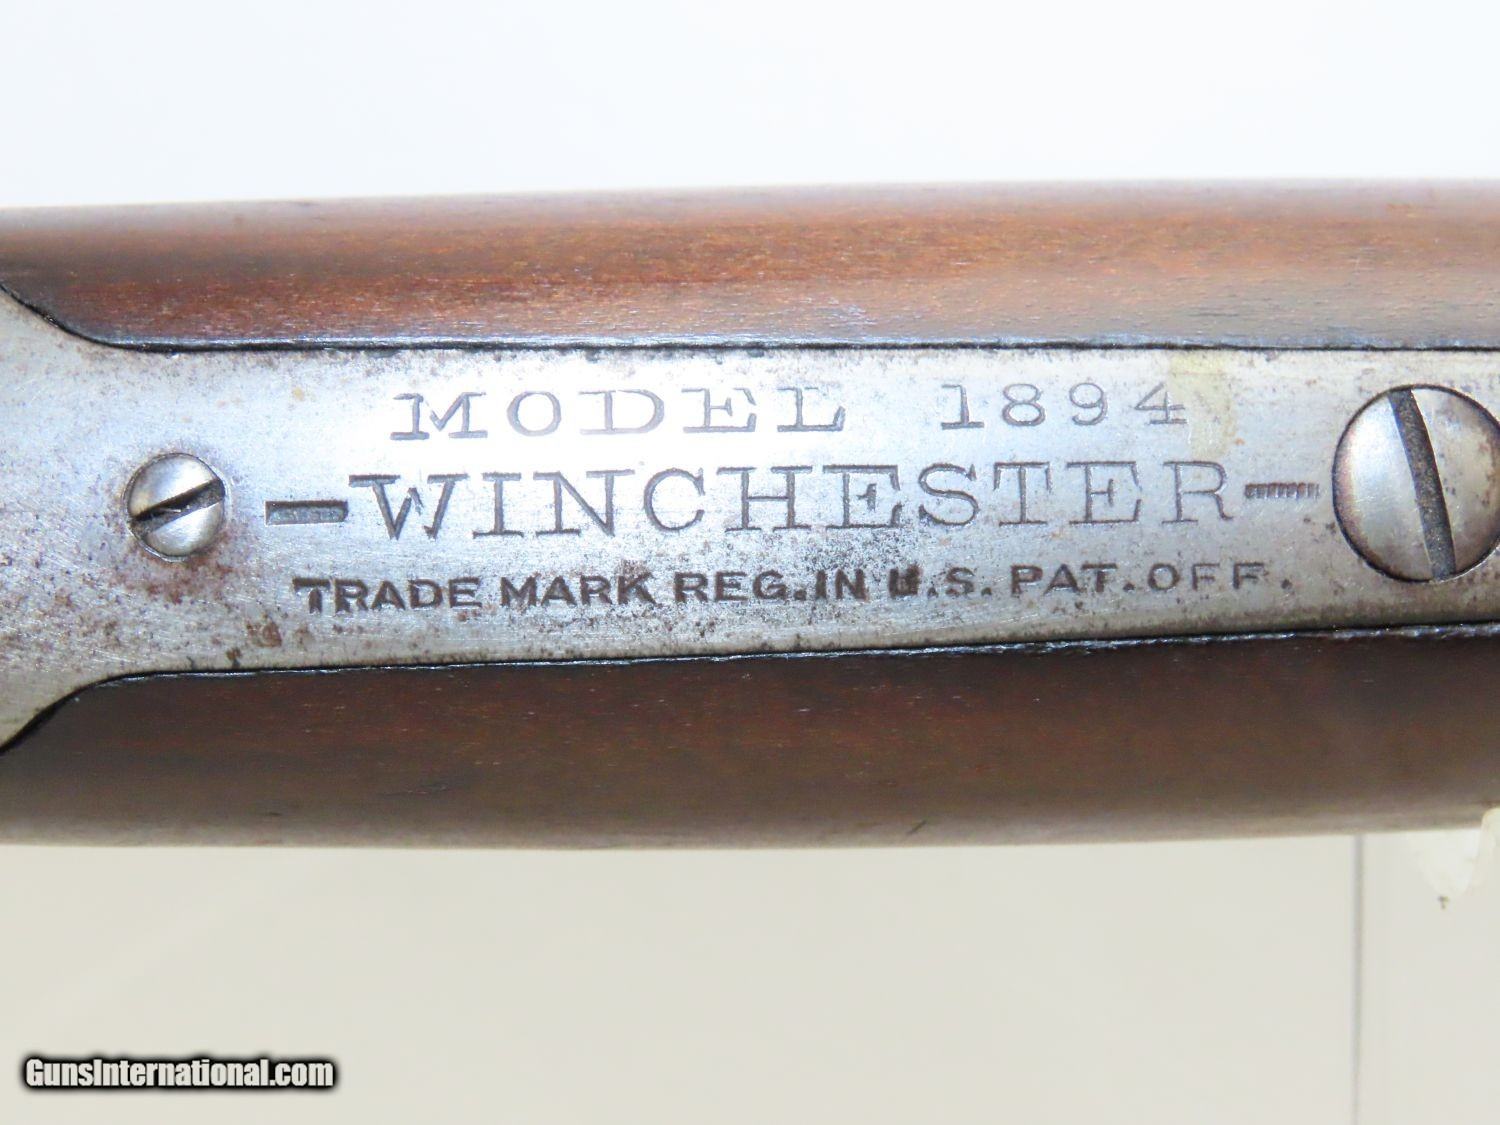 MODEL 1894
-WINCHESTER-
TRADE MARK REG. IN U.S. PAT. OFF.
GunsInternational.com